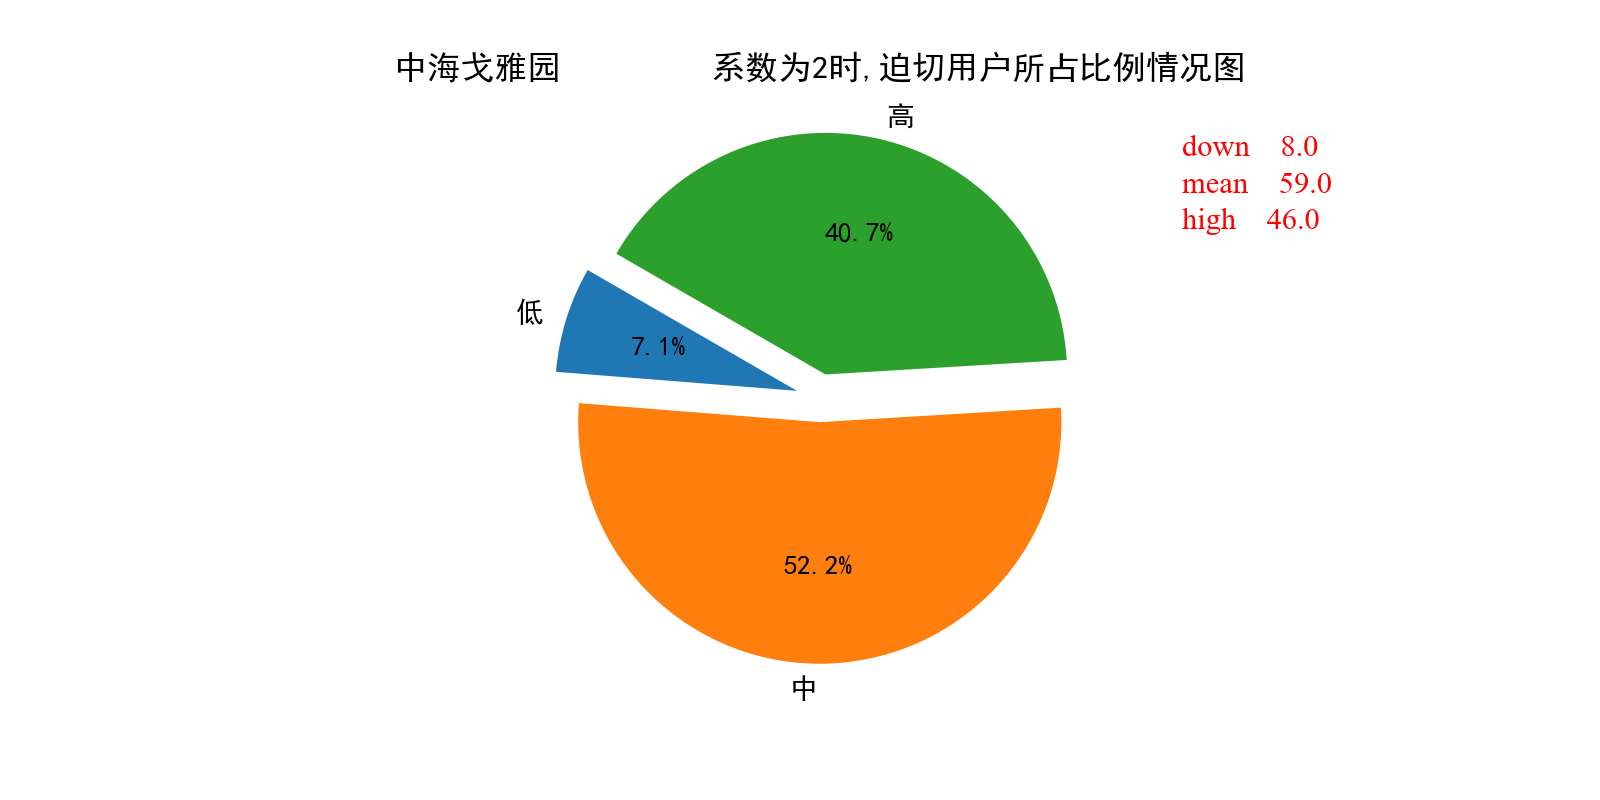 中海戈雅园 系数为2时, 迫切用户所占比例情况图
高
down 8.0
mean 59.0
high 46.0
40.7%
低
7.1%
52.2%
中